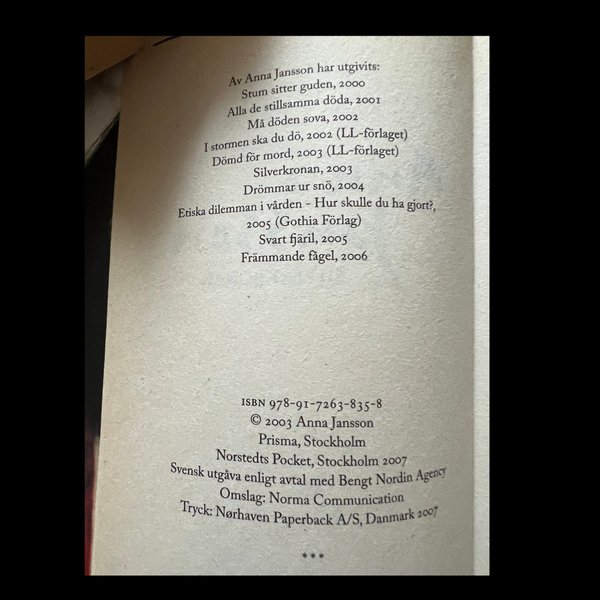 Av Anna Jansson har utgivits:
Stum sitter guden, 2000
Alla de stillsamma döda, 2001
Må döden sova, 2002
I stormen ska du dö, 2002 (LL-förlaget)
Dömd för mord, 2003 (LL-förlaget)
Silverkronan, 2003
Drömmar ur snö, 2004
Etiska dilemman i vården – Hur skulle du ha gjort?,
2005 (Gothia Förlag)
Svart fjäril, 2005
Främmande fågel, 2006
ISBN 978-91-7263-835-8
© 2003 Anna Jansson
Prisma, Stockholm
Norstedts Pocket, Stockholm 2007
Svensk utgåva enligt avtal med Bengt Nordin Agency
Omslag: Norma Communication
Tryck: Nørhaven Paperback A/S, Danmark 2007
***